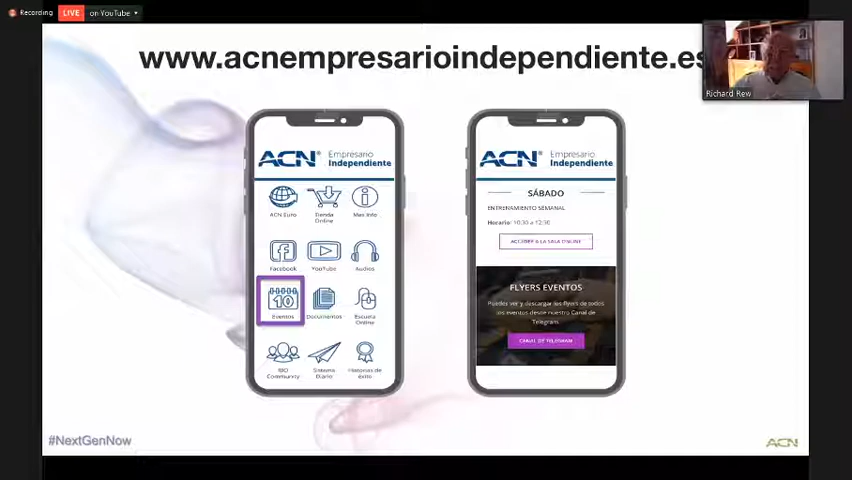 Recording
LIVE on YouTube
www.acnempresarioindependiente.es
Richard Rew
ACN® Empresario Independiente
ACN Euro
Tienda Online
Mas Info
Facebook
YouTube
Audios
10
Eventos
Documentos
Escuela Online
IBO Community
Sistema Diario
Historias de éxito
ACN® Empresario Independiente
SÁBADO
ENTRENAMIENTO SEMANAL
Horario: 10:30 a 12:30
ACCEDER A LA SALA ONLINE
FLYERS EVENTOS
Puedes ver y descargar las flyers de todos
los eventos desde nuestro Canal de
Telegram.
CANAL DE TELEGRAM
#NextGenNow
ACN